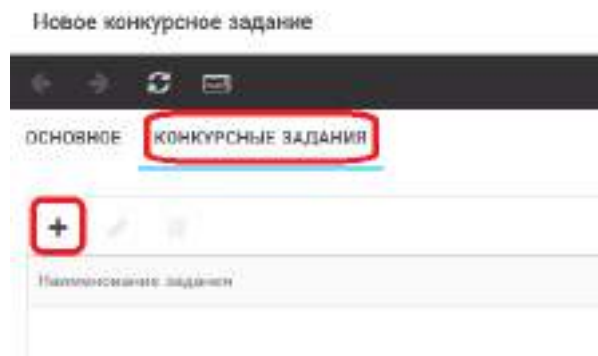 Новое конкурсное задание
ОСНОВНОЕ КОНКУРСНЫЕ ЗАДАНИЯ
Наименование задания